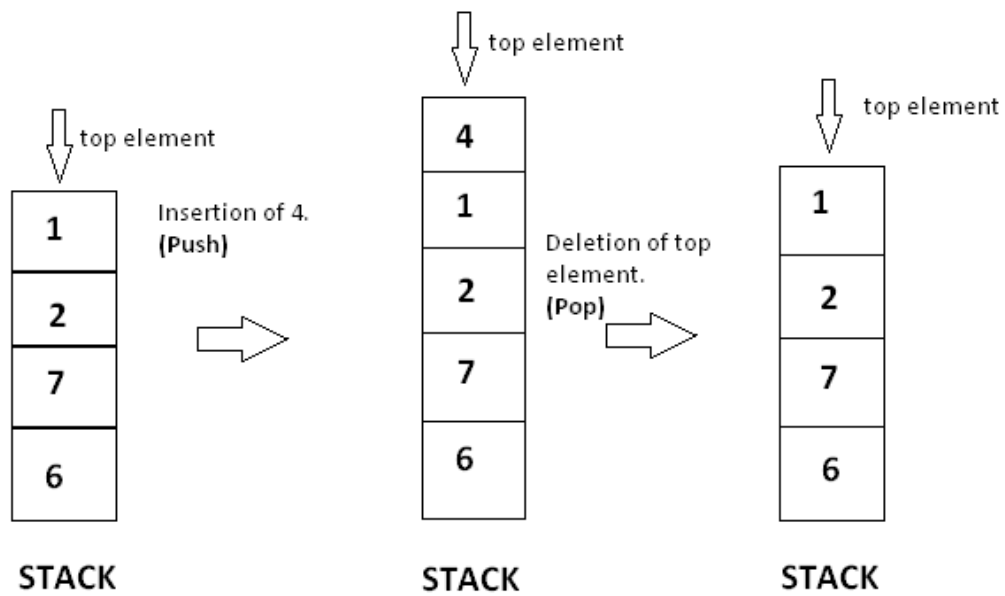 top element
1
2
7
6
STACK
Insertion of 4.
(Push)
top element
4
1
2
7
6
STACK
Deletion of top
element.
(Pop)
top element
1
2
7
6
STACK